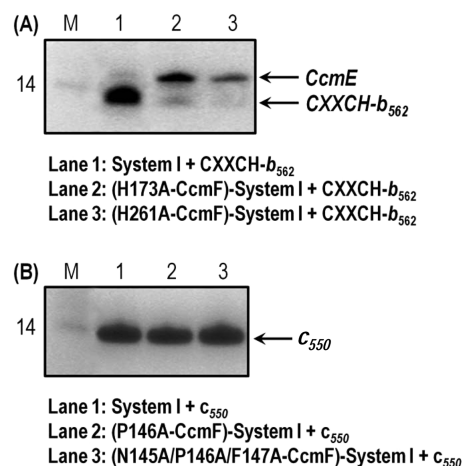 (A) M 1 2 3
14
CcmE
CXXCH-b562
Lane 1: System I + CXXCH-b562
Lane 2: (H173A-CcmF)-System I + CXXCH-b562
Lane 3: (H261A-CcmF)-System I + CXXCH-b562
(B) M 1 2 3
14
c550
Lane 1: System I + c550
Lane 2: (P146A-CcmF)-System I + c550
Lane 3: (N145A/P146A/F147A-CcmF)-System I + c550